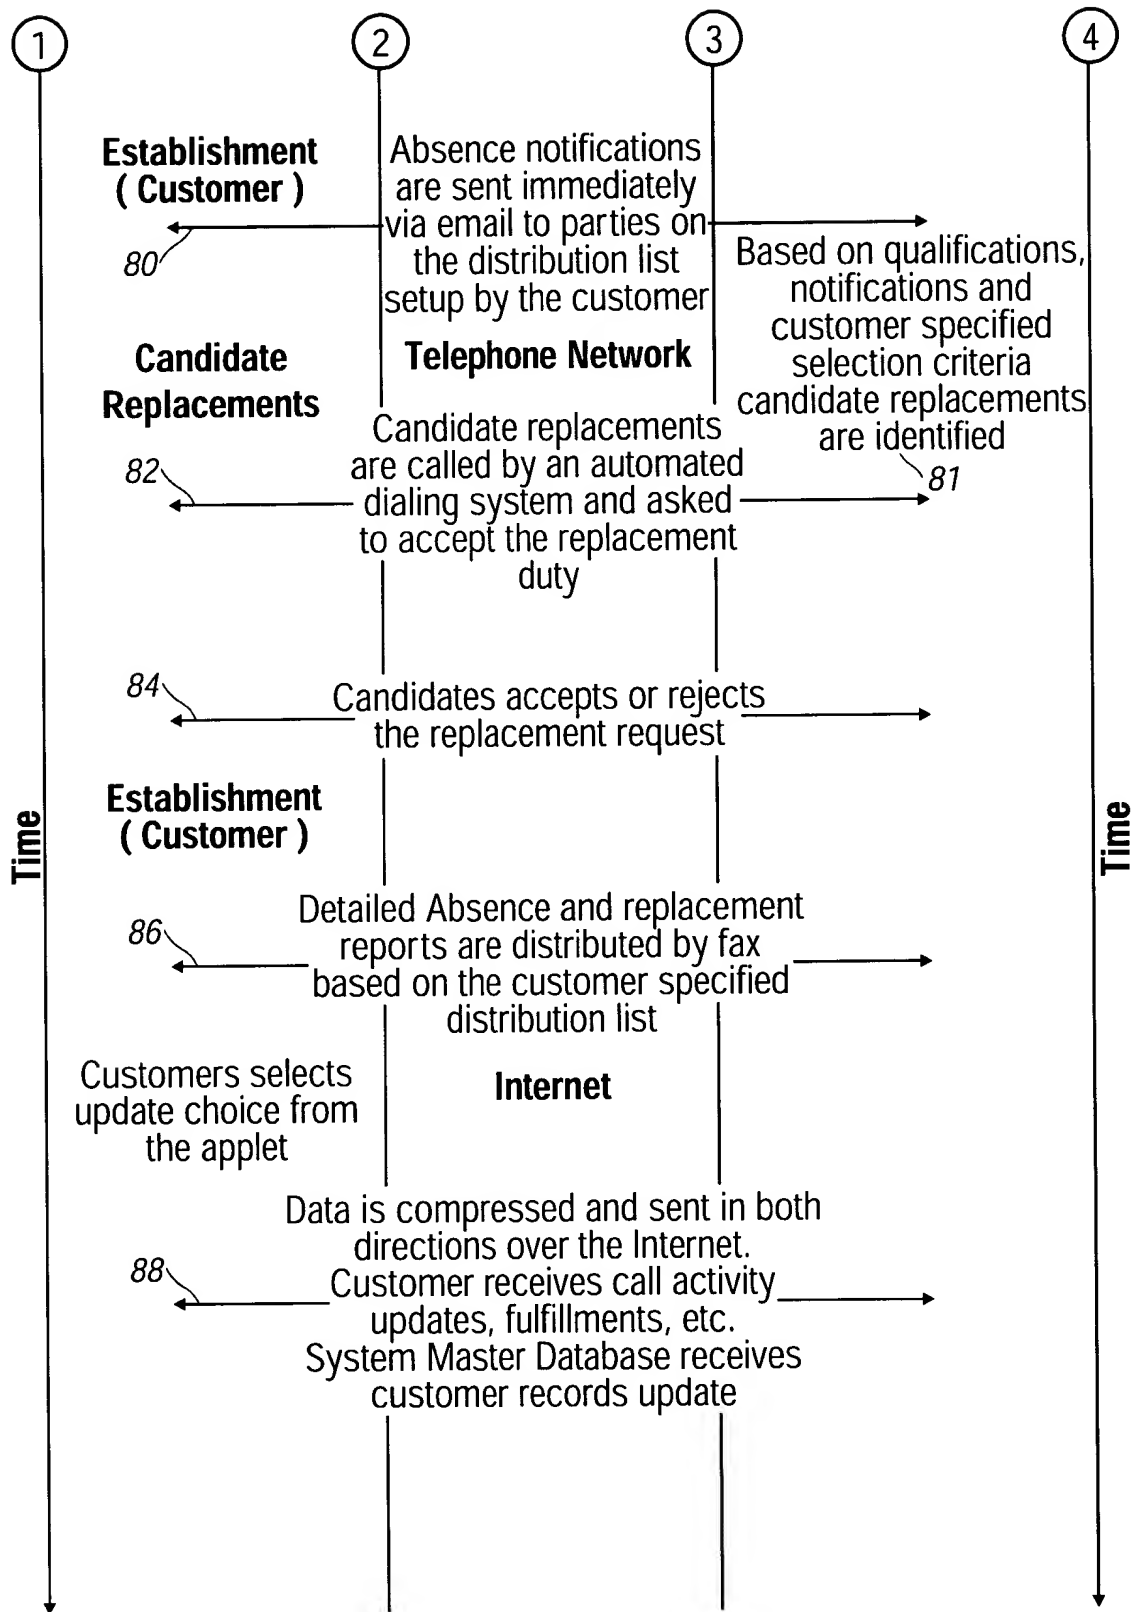 1
2
3
4
Establishment
( Customer )
80
Absence notifications
are sent immediately
via email to parties on
the distribution list
setup by the customer
Based on qualifications,
notifications and
customer specified
selection criteria
candidate replacements
are identified
81
Candidate
Replacements
Telephone Network
82
Candidate replacements
are called by an automated
dialing system and asked
to accept the replacement
duty
84
Candidates accepts or rejects
the replacement request
Establishment
( Customer )
Time
Time
86
Detailed Absence and replacement
reports are distributed by fax
based on the customer specified
distribution list
Customers selects
update choice from
the applet
Internet
88
Data is compressed and sent in both
directions over the Internet.
Customer receives call activity
updates, fulfillments, etc.
System Master Database receives
customer records update